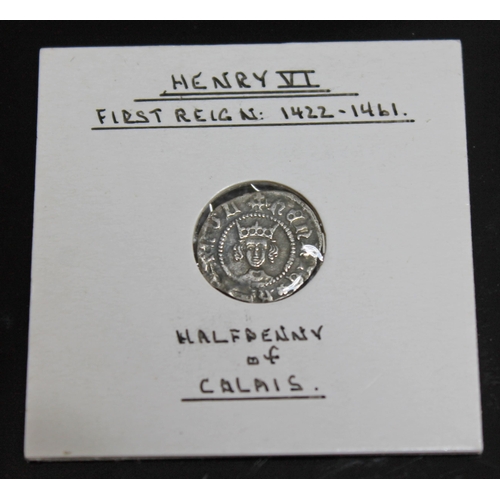 HENRY VI
FIRST REIGN: 1422-1461.
HALFPENNY
of
CALAIS.